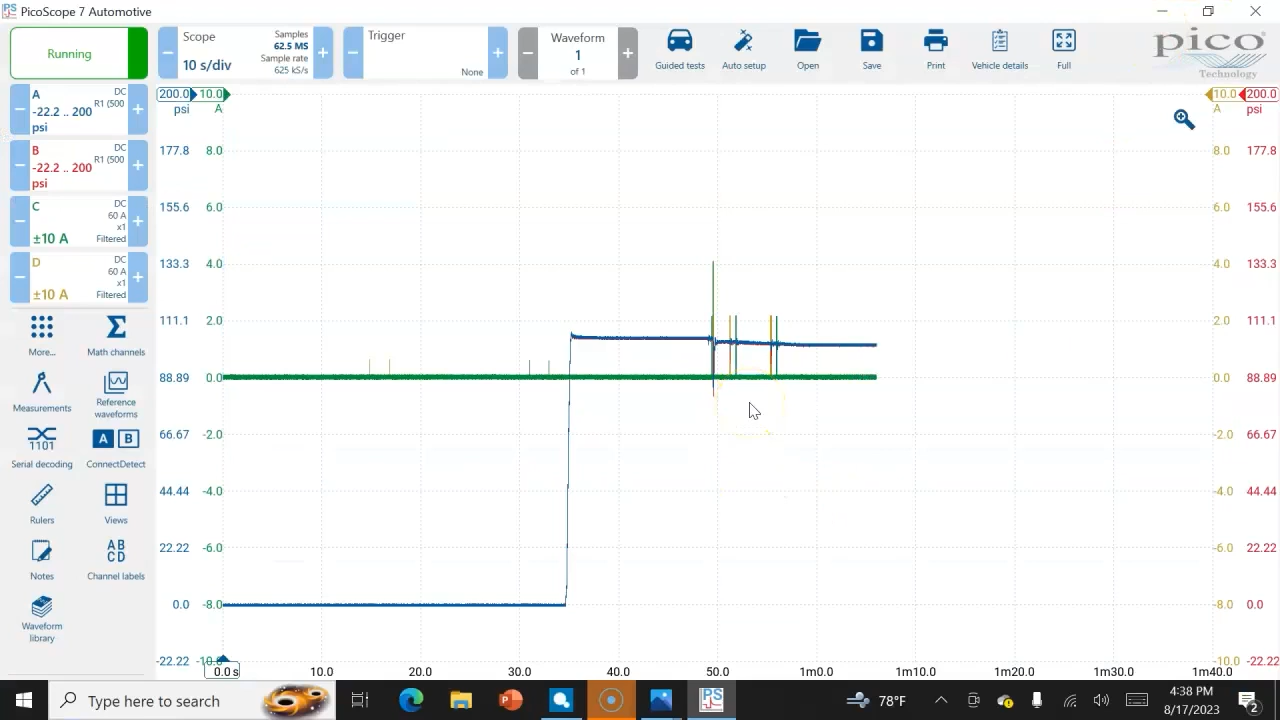 PicoScope 7 Automotive
Running
Scope
10 s/div
Samples
62.5 MS
Sample rate
625 kS/s
Trigger
None
Waveform
1
of 1
Guided tests
Auto setup
Open
Save
Print
Vehicle details
Full
pico
Technology
A
DC
R1 (500
-22.2 .. 200
psi
B
DC
R1 (500
-22.2 .. 200
psi
C
DC
60 A
x1
±10 A
Filtered
D
DC
60 A
x1
±10 A
Filtered
More...
Math channels
Measurements
Reference
waveforms
1101
Serial decoding
A B
ConnectDetect
Rulers
Views
Notes
AB
CD
Channel labels
Waveform
library
200.0 10.0
psi A
177.8 8.0
155.6 6.0
133.3 4.0
111.1 2.0
88.89 0.0
66.67 -2.0
44.44 -4.0
22.22 -6.0
0.0 -8.0
-22.22 -10.0
10.0 200.0
A psi
8.0 177.8
6.0 155.6
4.0 133.3
2.0 111.1
0.0 88.89
-2.0 66.67
-4.0 44.44
-6.0 22.22
-8.0 0.0
-10.0 -22.22
0.0 s 10.0 20.0 30.0 40.0 50.0 1m0.0 1m10.0 1m20.0 1m30.0 1m40.0
Type here to search
PS
78°F
4:38 PM
8/17/2023
2